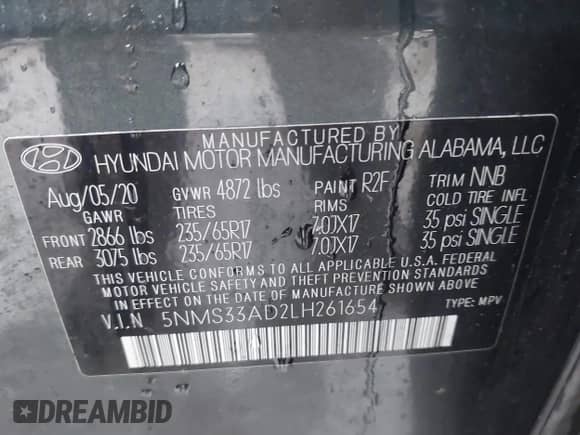 MANUFACTURED BY
HYUNDAI MOTOR MANUFACTURING ALABAMA, LLC
Aug/05/20 GVWR 4872 lbs PAINT R2F TRIM NNB
GAWR TIRES RIMS COLD TIRE INFL
FRONT 2866 lbs 235/65R17 7.0JX17 35 psi SINGLE
REAR 3075 lbs 235/65R17 7.0JX17 35 psi SINGLE
THIS VEHICLE CONFORMS TO ALL APPLICABLE U.S.A. FEDERAL
MOTOR VEHICLE SAFETY AND THEFT PREVENTION STANDARDS
IN EFFECT ON THE DATE OF MANUFACTURE SHOWN ABOVE.
V.I.N 5NMS33AD2LH261654 TYPE: MPV
A
DREAMBID